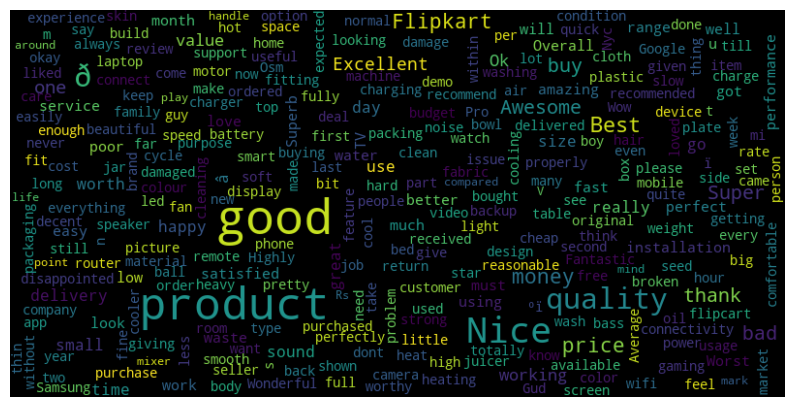 experience skin handle option hot space Flipkart per condition quick Nyc range done well
m say build month normal
around always review value home looking will Google thing u till
okay laptop useful support expected damage within
liked connect come now Osm motor fitting Excellent Ok lot buy cloth given item
one ð machine washing plastic slow charge performance
care play ordered top demo air amazing recommended
service keep charger guy deal fully charging recommend Pro Wow device t got
easily family speed battery love Superb budget Awesome mi
enough beautiful day noise bowl delivered boy hair loved plate week
never poor far purpose first packing watch Best even go rate
fit cost jar cycle â TV clean issue size box please side set person
long worth damaged smart buying water use properly fabric mobile came
brand colour soft made last hard part compared many fast quite Super
life everything led fan display bit people better bought V see original perfect
packaging decent new feature video backup table really weight getting
easy speaker good much cool light cheap think every comfortable
still n happy phone bed give received second installation
picture remote Highly great job return star design Fantastic mind big
point router material satisfied reasonable money free seed broken hour
disappointed low ball pretty customer must quality thank
company order heavy product need problem using
delivery cooler Rs take used Nice wash bass oil flipcart
app look room type purchased strong price connectivity bad
small finer waste perfectly little Average power usage market
thin without year giving less want sound dont heat high totally know Worst
two mixer smooth s back shown juicer available color gaming
Samsung purchase seller full camera heating working wifi feel
time work body Wonderful worthy Gud screen mark
cleaning cooling